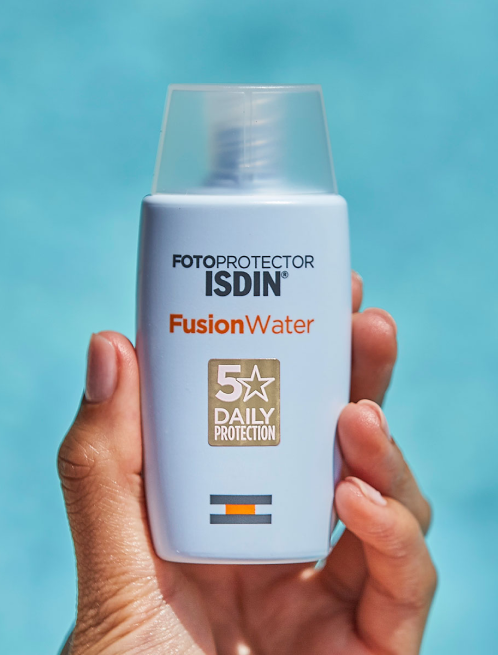 FOTOPROTECTOR
ISDIN®
FusionWater
5☆
DAILY
PROTECTION